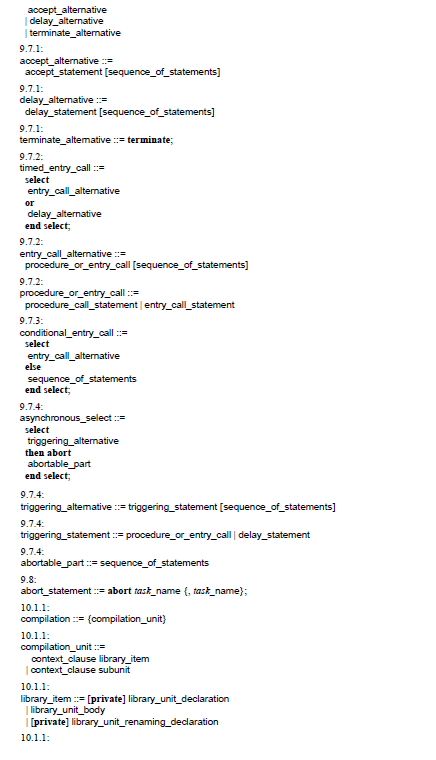 accept_alternative
| delay_alternative
| terminate_alternative
9.7.1:
accept_alternative ::=
accept_statement [sequence_of_statements]
9.7.1:
delay_alternative ::=
delay_statement [sequence_of_statements]
9.7.1:
terminate_alternative ::= terminate;
9.7.2:
timed_entry_call ::=
select
entry_call_alternative
or
delay_alternative
end select;
9.7.2:
entry_call_alternative ::=
procedure_or_entry_call [sequence_of_statements]
9.7.2:
procedure_or_entry_call ::=
procedure_call_statement | entry_call_statement
9.7.3:
conditional_entry_call ::=
select
entry_call_alternative
else
sequence_of_statements
end select;
9.7.4:
asynchronous_select ::=
select
triggering_alternative
then abort
abortable_part
end select;
9.7.4:
triggering_alternative ::= triggering_statement [sequence_of_statements]
9.7.4:
triggering_statement ::= procedure_or_entry_call | delay_statement
9.7.4:
abortable_part ::= sequence_of_statements
9.8:
abort_statement ::= abort task_name {, task_name};
10.1.1:
compilation ::= {compilation_unit}
10.1.1:
compilation_unit ::=
context_clause library_item
| context_clause subunit
10.1.1:
library_item ::= [private] library_unit_declaration
| library_unit_body
| [private] library_unit_renaming_declaration
10.1.1: